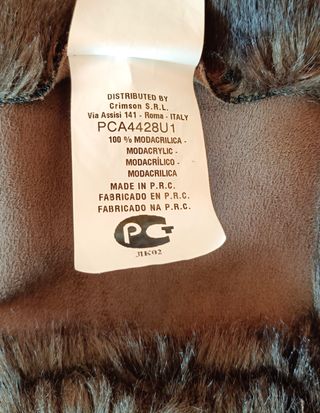 DISTRIBUTED BY
Crimson S.R.L.
Via Assisi 141 - Roma - ITALY
PCA4428U1
100 % MODACRILICA -
MODACRYLIC -
MODACRÍLICO -
MODACRILICA
MADE IN P.R.C.
FABRICADO EN P.R.C.
FABRICADO NA P.R.C.
PCT